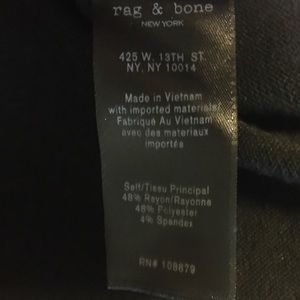 rag & bone
NEW YORK
425 W. 13TH ST.
NY, NY 10014
Made in Vietnam
with imported materials
Fabriqué Au Vietnam
avec des materiaux
importés
Self/Tissu Principal
48% Rayon/Rayonne
48% Polyester
4% Spandex
RN# 108679